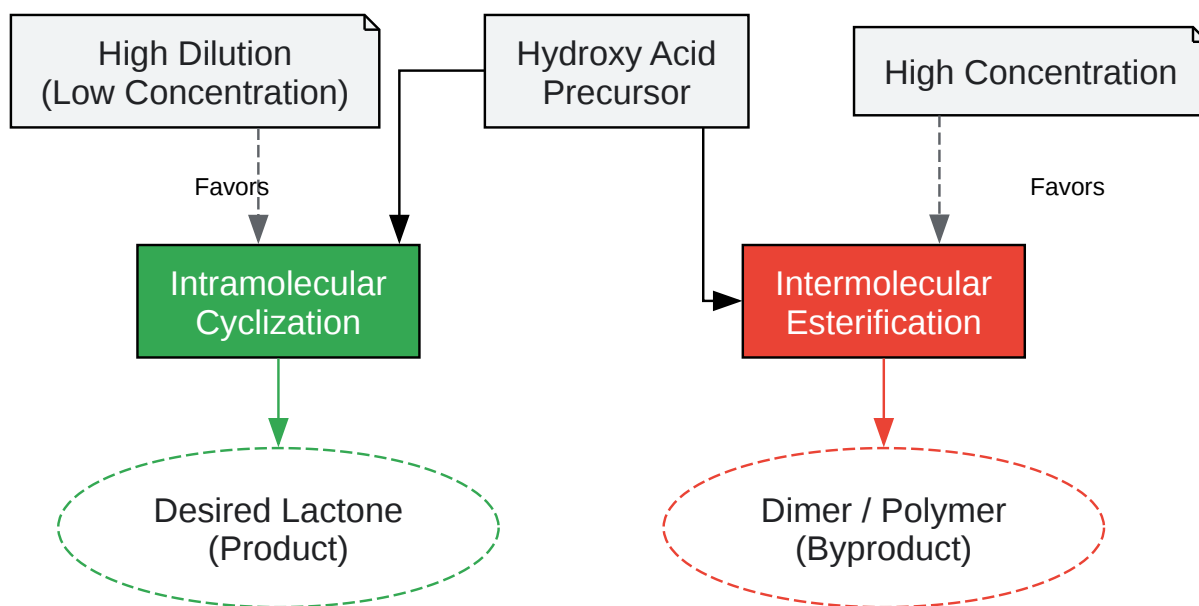 High Dilution
(Low Concentration)
Hydroxy Acid
Precursor
High Concentration
Favors
Favors
Intramolecular
Cyclization
Intermolecular
Esterification
Desired Lactone
(Product)
Dimer / Polymer
(Byproduct)